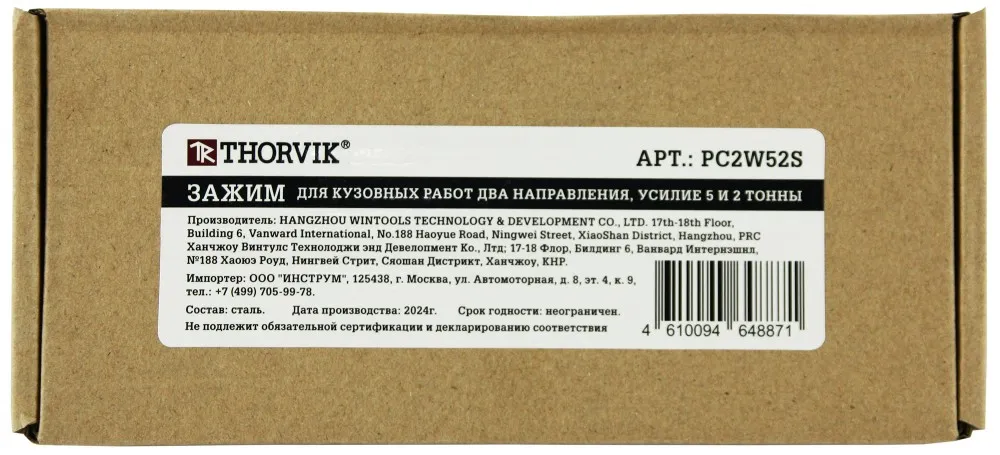 THORVIK®
АРТ.: PC2W52S
ЗАЖИМ ДЛЯ КУЗОВНЫХ РАБОТ ДВА НАПРАВЛЕНИЯ, УСИЛИЕ 5 И 2 ТОННЫ
Производитель: HANGZHOU WINTOOLS TECHNOLOGY & DEVELOPMENT CO., LTD. 17th-18th Floor,
Building 6, Vanward International, No.188 Haoyue Road, Ningwei Street, XiaoShan District, Hangzhou, PRC
Ханчжоу Винтулс Технолоджи энд Девелопмент Ко., Лтд; 17-18 Флор, Билдинг 6, Ванвард Интернэшнл,
№188 Хаоюэ Роуд, Нингвей Стрит, Сяошан Дистрикт, Ханчжоу, КНР.
Импортер: ООО "ИНСТРУМ", 125438, г. Москва, ул. Автомоторная, д. 8, эт. 4, к. 9,
тел.: +7 (499) 705-99-78.
Состав: сталь. Дата производства: 2024г. Срок годности: неограничен.
Не подлежит обязательной сертификации и декларированию соответствия
4 610094 648871